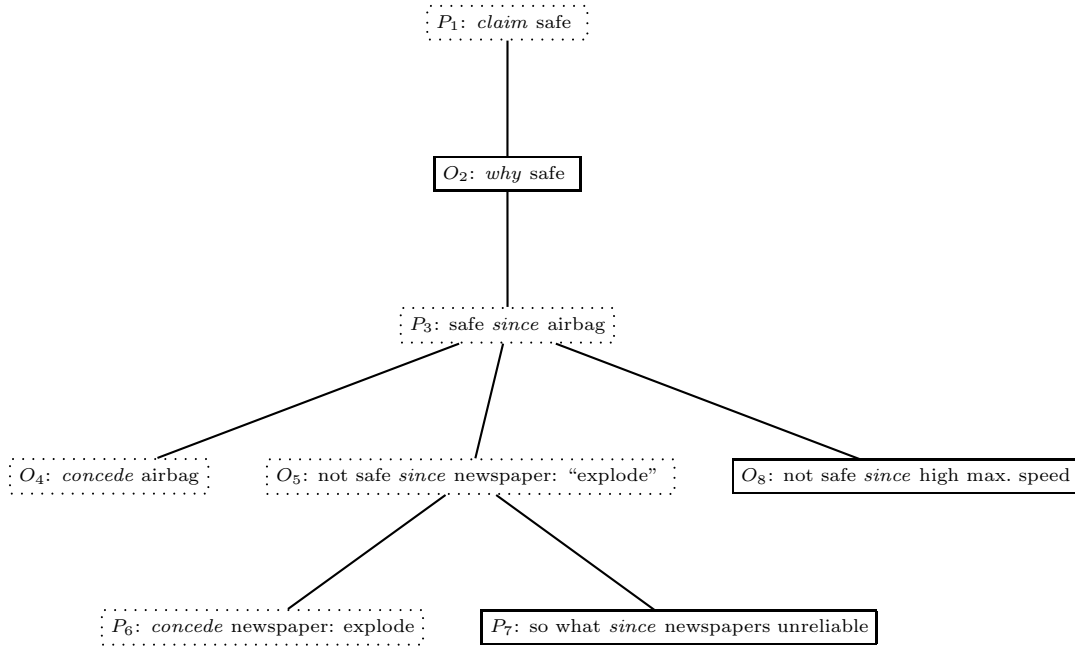 P₁: claim safe
O₂: why safe
P₃: safe since airbag
O₄: concede airbag
O₅: not safe since newspaper: “explode”
O₈: not safe since high max. speed
P₆: concede newspaper: explode
P₇: so what since newspapers unreliable